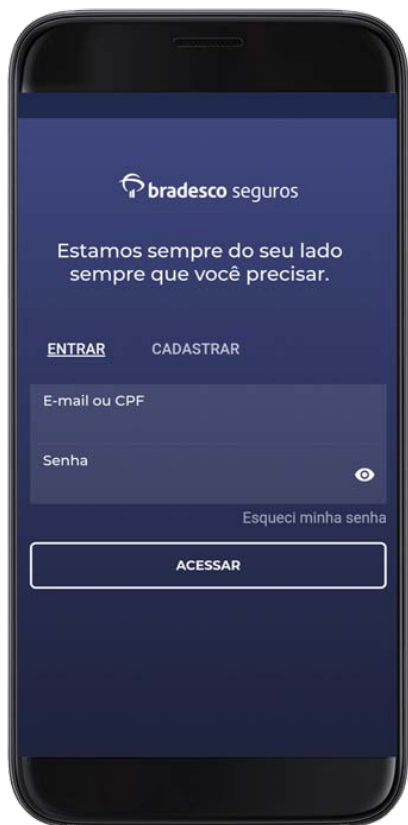 bradesco seguros
Estamos sempre do seu lado
sempre que você precisar.
ENTRAR CADASTRAR
E-mail ou CPF
Senha
Esqueci minha senha
ACESSAR